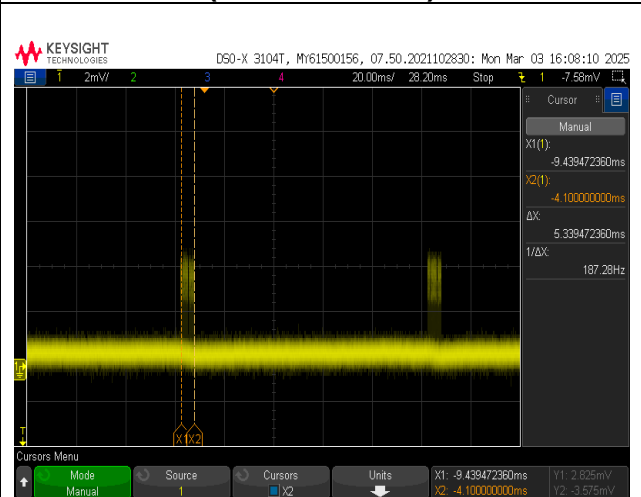 KEYSIGHT
TECHNOLOGIES
DSO-X 3104T, MY61500156, 07.50.2021102830: Mon Mar 03 16:08:10 2025
1 2mV/ 2 3 4 20.00ms/ 28.20ms Stop 1 -7.58mV
Cursor
Manual
X1(1):
-9.439472360ms
X2(1):
-4.100000000ms
ΔX:
5.339472360ms
1/ΔX:
187.28Hz
1
T
X1 X2
Cursors Menu
Mode
Manual
Source
1
Cursors
X2
Units
X1: -9.439472360ms
X2: -4.100000000ms
Y1: 2.825mV
Y2: -3.575mV